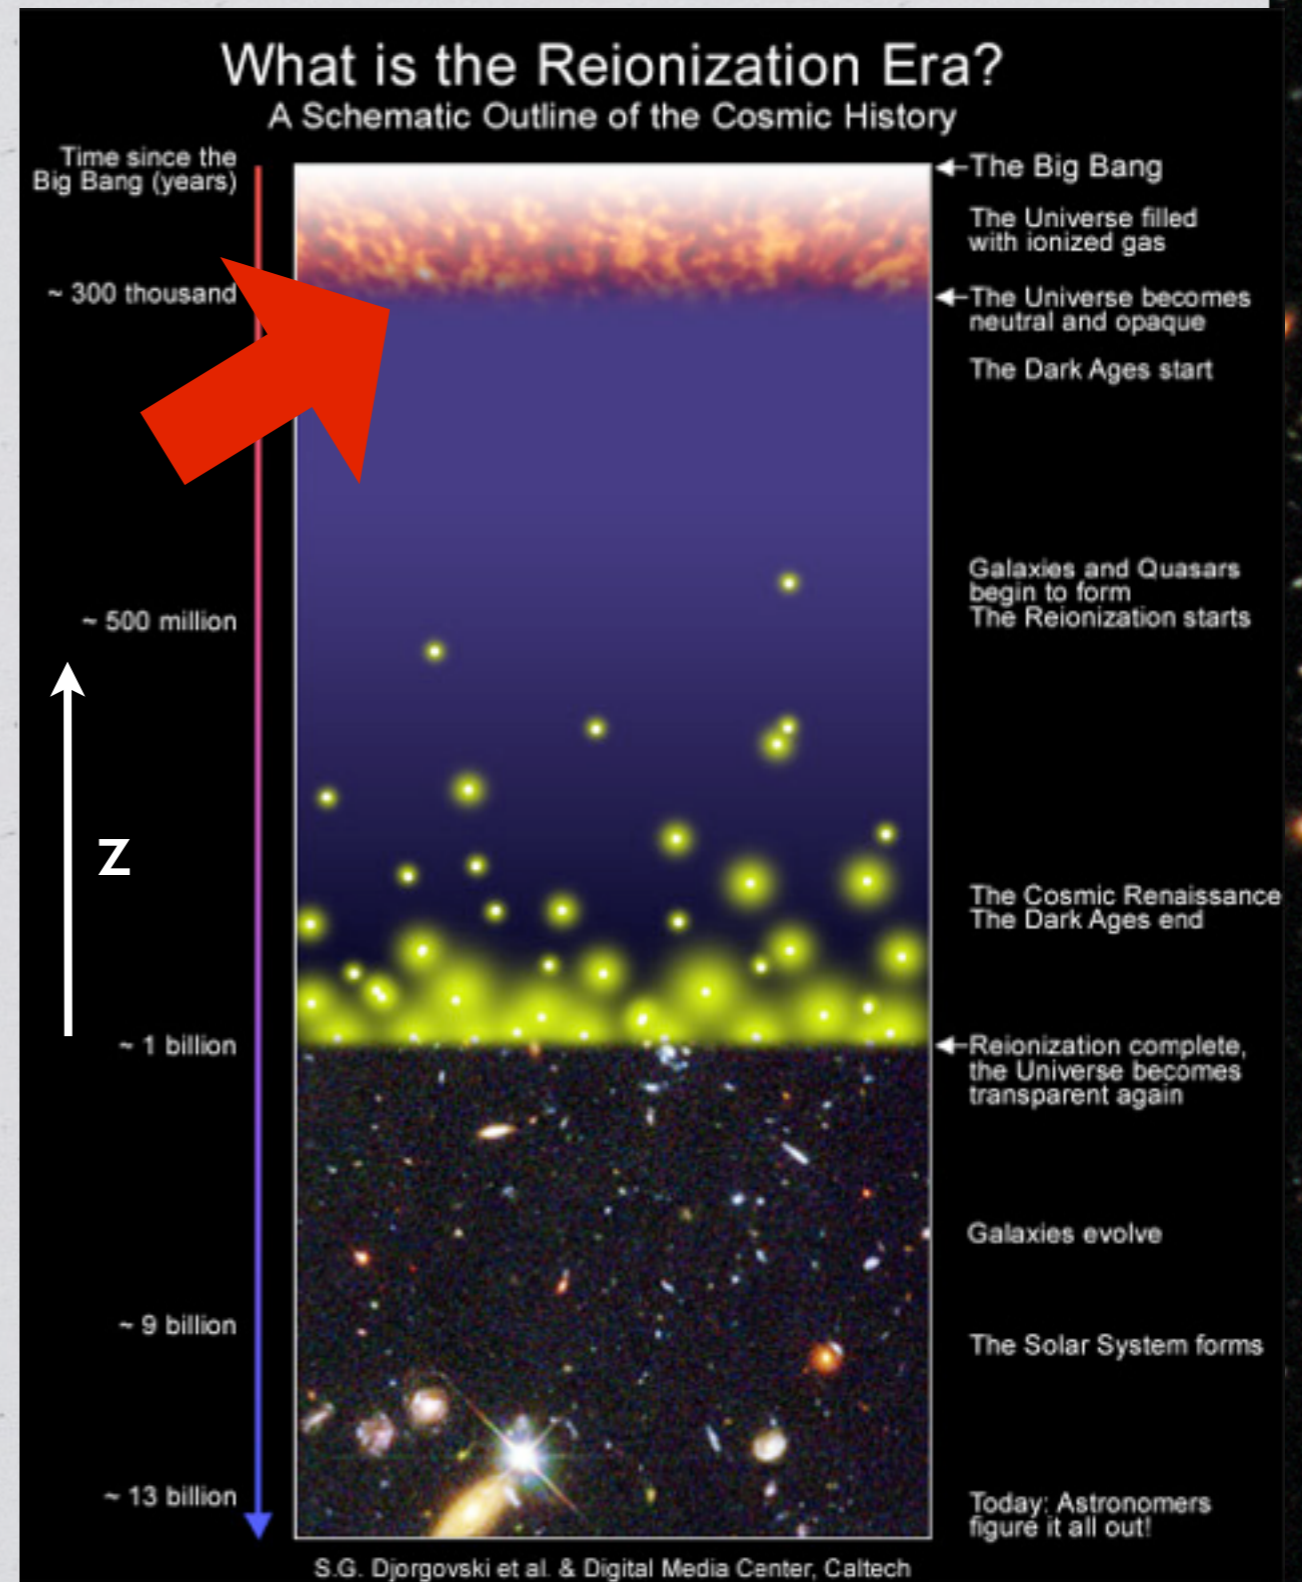 What is the Reionization Era?
A Schematic Outline of the Cosmic History
Time since the
Big Bang (years)
The Big Bang
The Universe filled
with ionized gas
~ 300 thousand
The Universe becomes
neutral and opaque
The Dark Ages start
Galaxies and Quasars
begin to form
The Reionization starts
~ 500 million
z
The Cosmic Renaissance
The Dark Ages end
~ 1 billion
Reionization complete,
the Universe becomes
transparent again
Galaxies evolve
~ 9 billion
The Solar System forms
~ 13 billion
Today: Astronomers
figure it all out!
S.G. Djorgovski et al. & Digital Media Center, Caltech